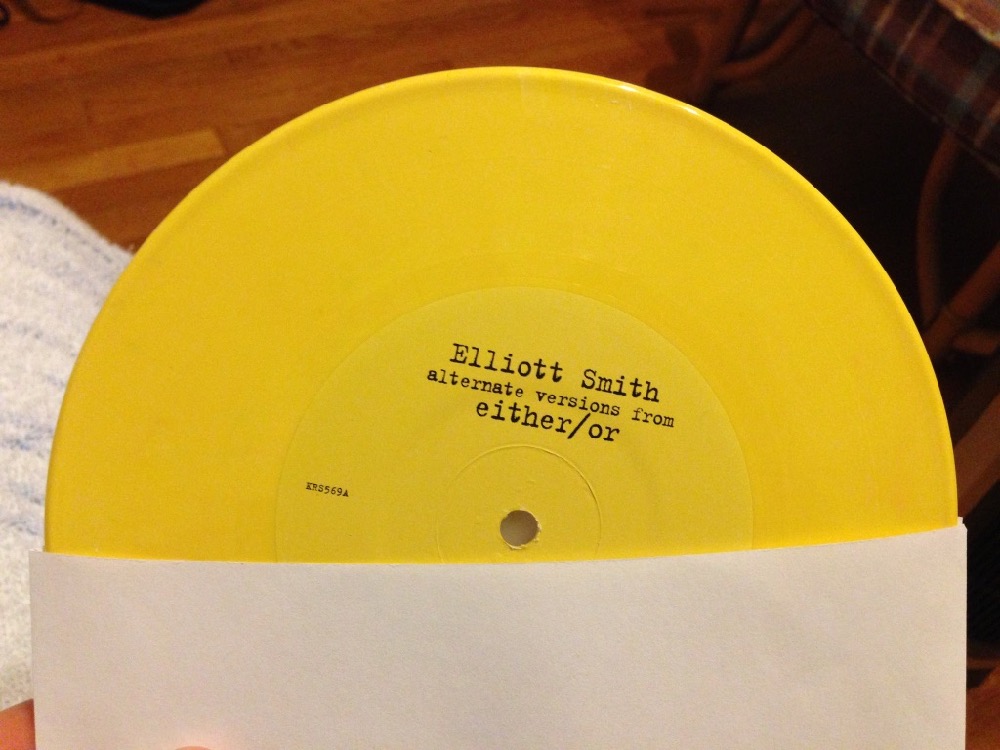 Elliott Smith
alternate versions from
either/or
KRS569A